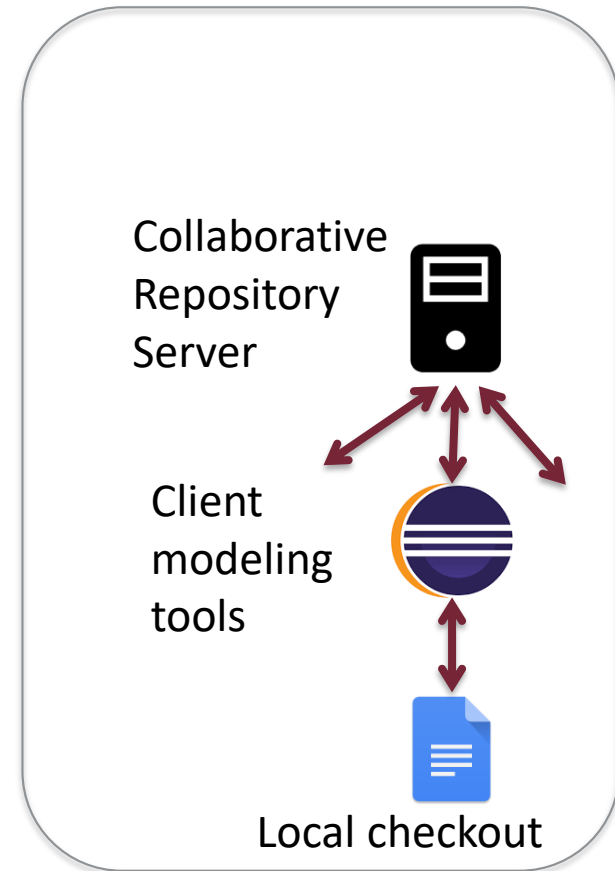 Collaborative
Repository
Server
Client
modeling
tools
Local checkout